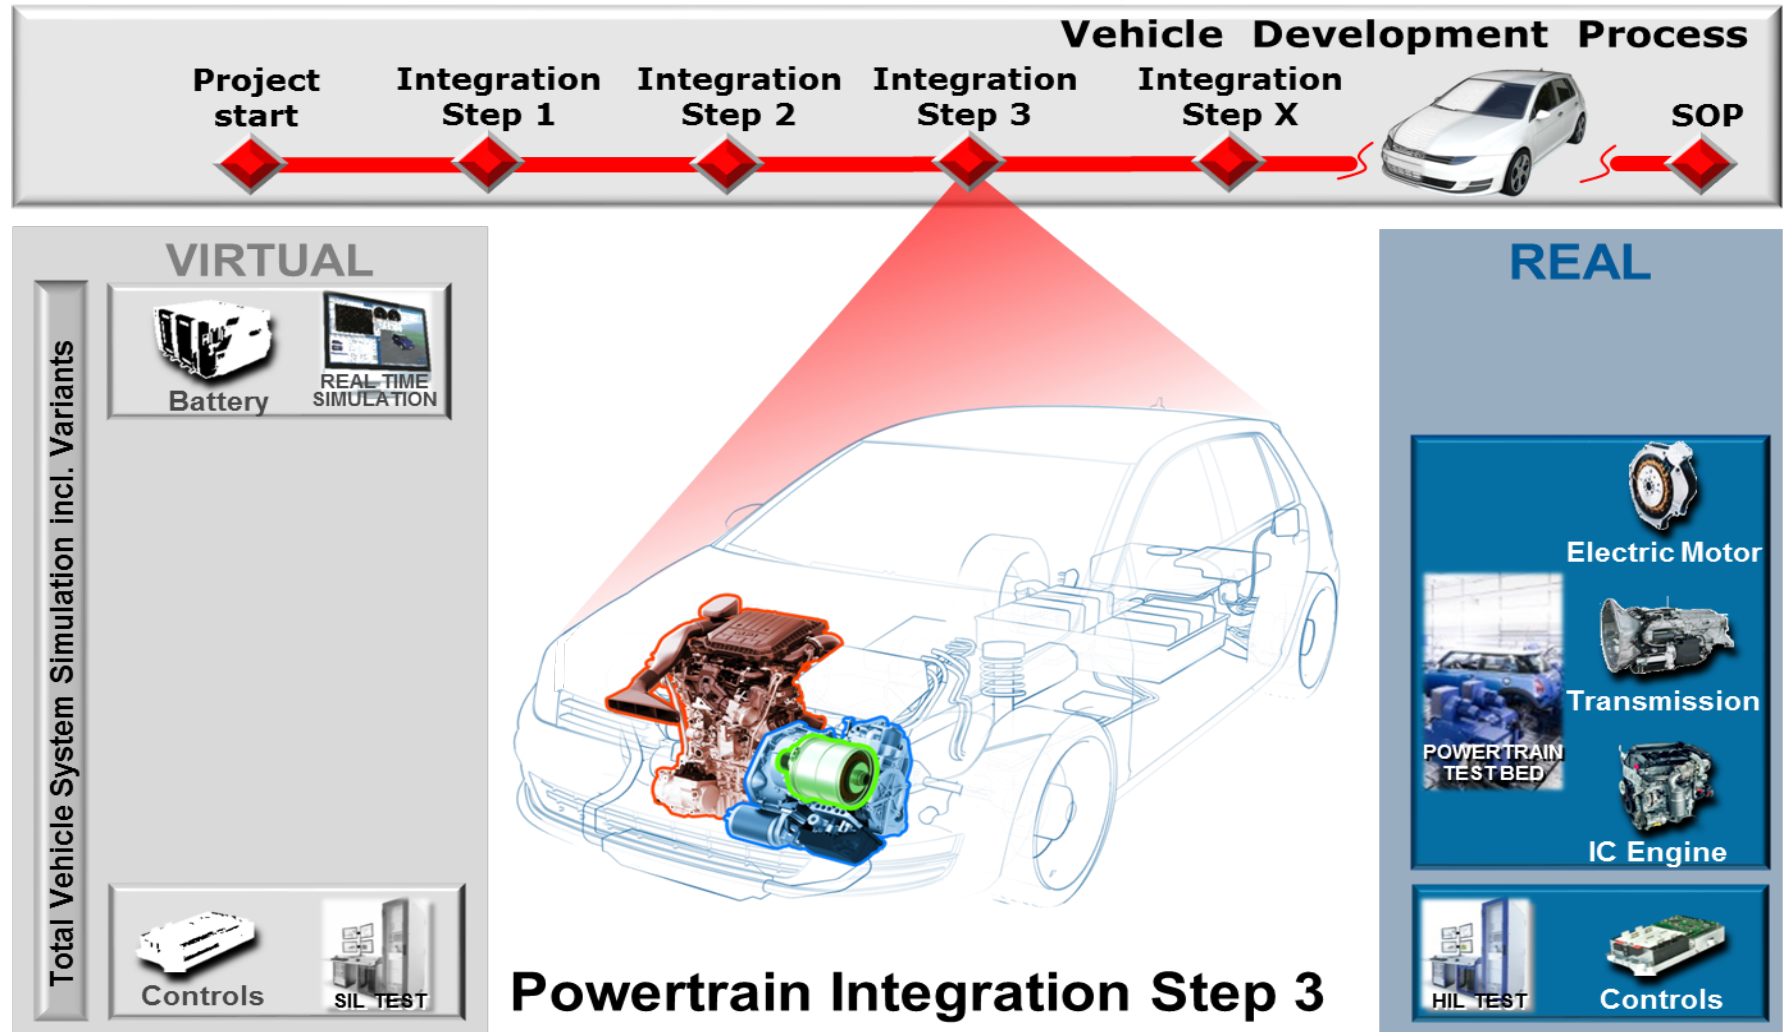 Vehicle Development Process
Project
start
Integration
Step 1
Integration
Step 2
Integration
Step 3
Integration
Step X
SOP
VIRTUAL
Total Vehicle System Simulation incl. Variants
Battery
REAL TIME
SIMULATION
Controls
SIL TEST
Powertrain Integration Step 3
REAL
Electric Motor
Transmission
POWERTRAIN
TESTBED
IC Engine
HIL TEST
Controls